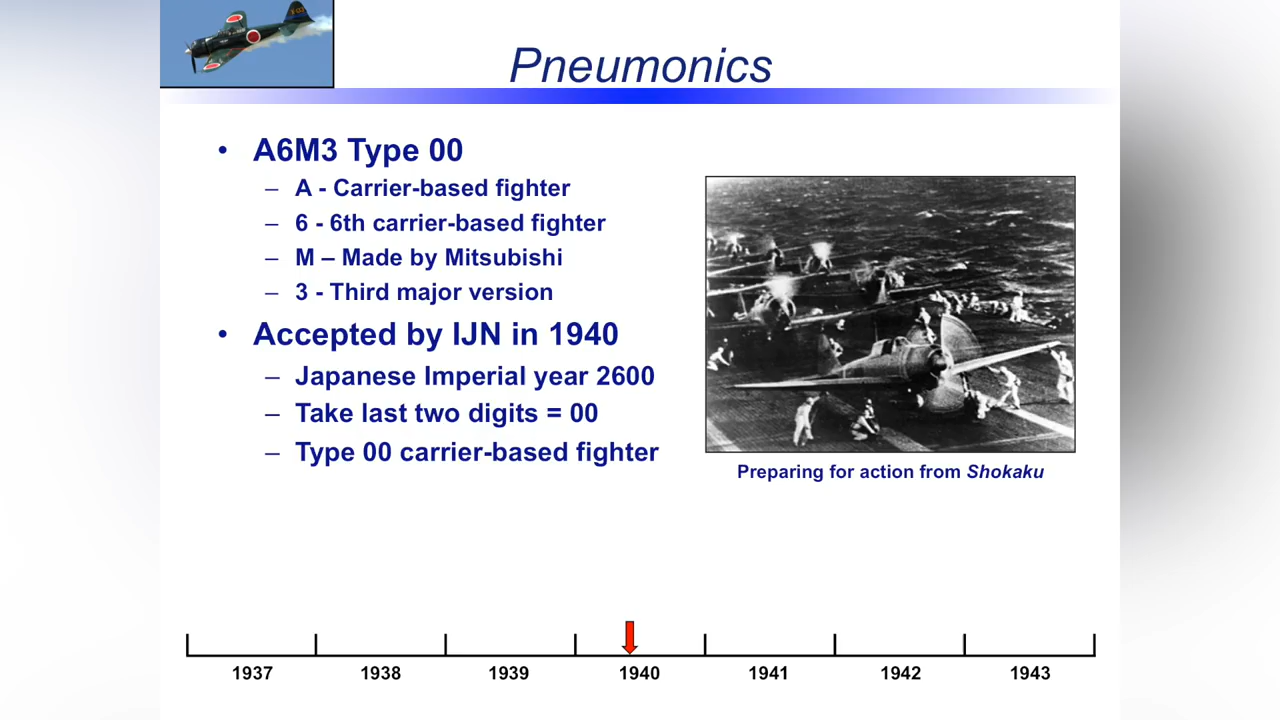 Pneumonics
• A6M3 Type 00
– A - Carrier-based fighter
– 6 - 6th carrier-based fighter
– M – Made by Mitsubishi
– 3 - Third major version
• Accepted by IJN in 1940
– Japanese Imperial year 2600
– Take last two digits = 00
– Type 00 carrier-based fighter
Preparing for action from Shokaku
1937 1938 1939 1940 1941 1942 1943